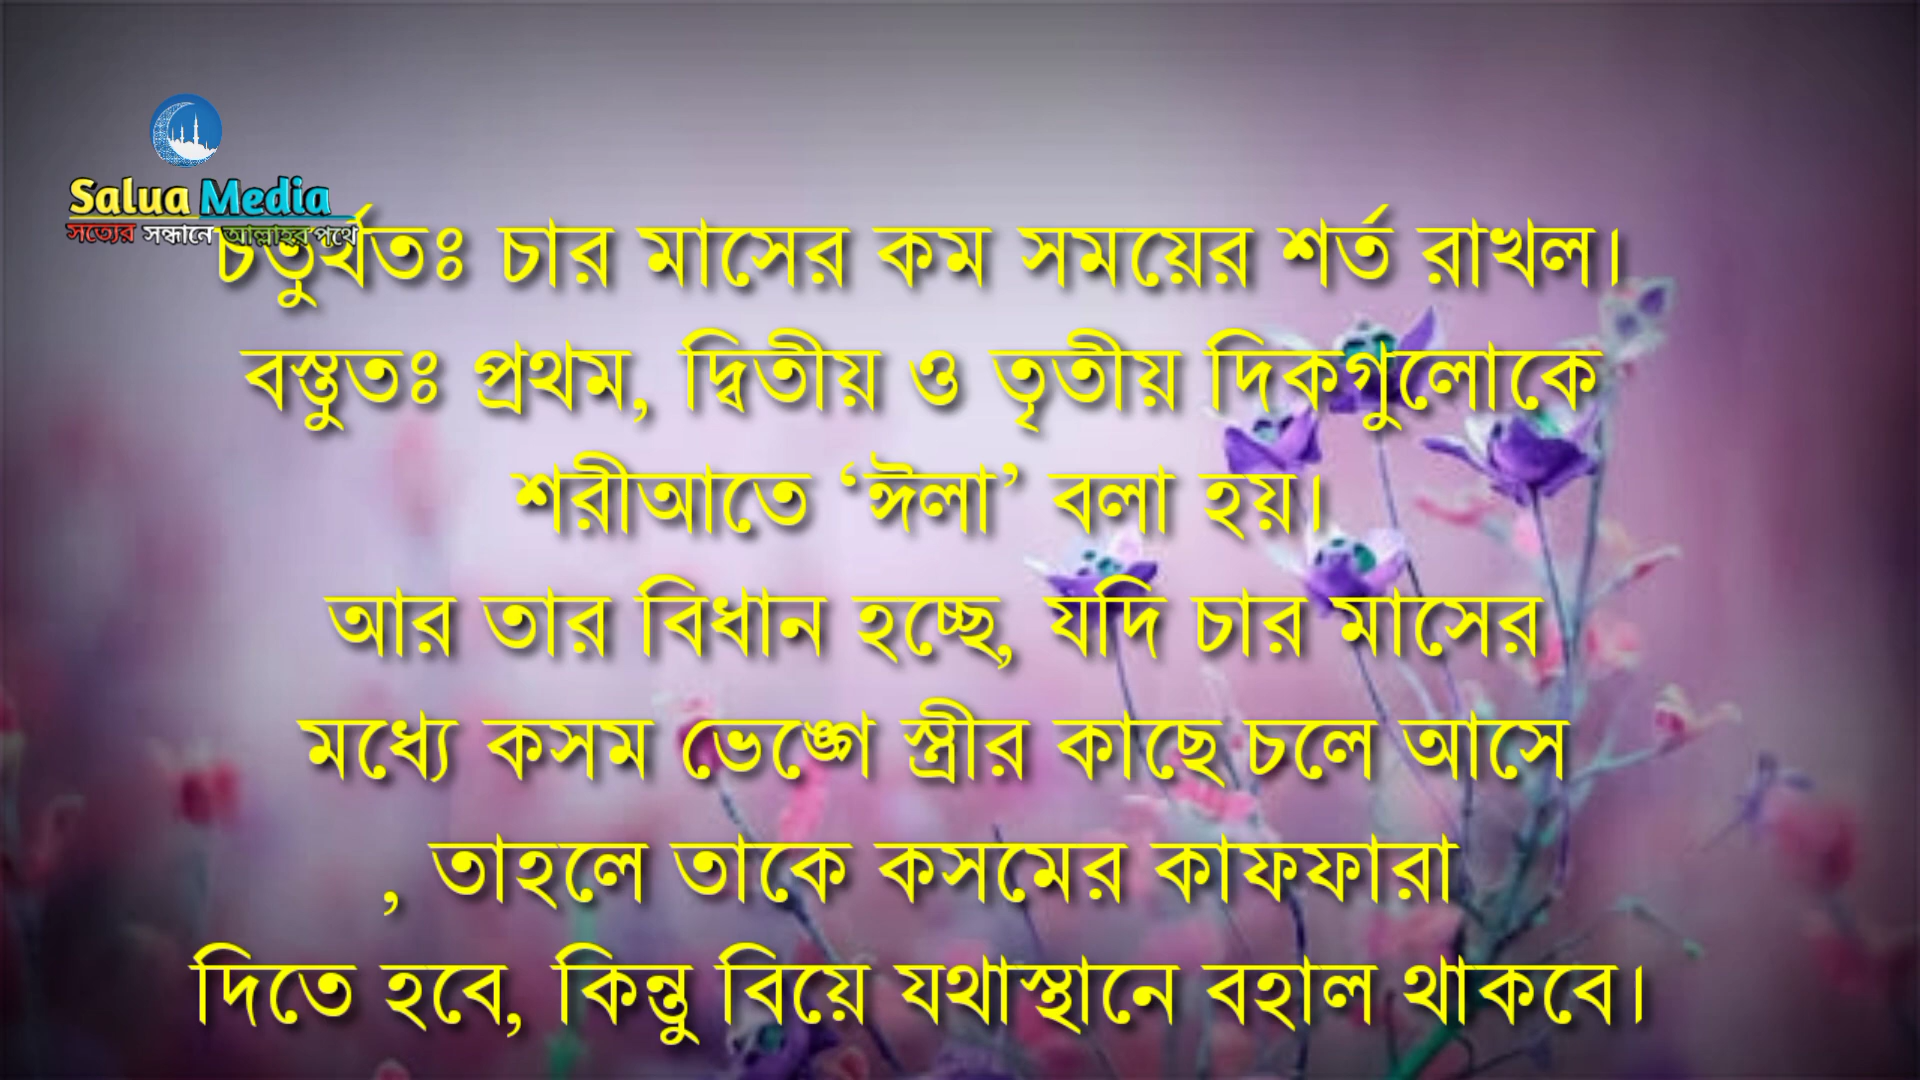 Salua Media
সত্যের সন্ধানে আল্লাহর পথে
চতুর্থতঃ চার মাসের কম সময়ের শর্ত রাখল।
বস্তুতঃ প্রথম, দ্বিতীয় ও তৃতীয় দিকগুলোকে
শরীআতে ‘ঈলা’ বলা হয়।
আর তার বিধান হচ্ছে, যদি চার মাসের
মধ্যে কসম ভেঙ্গে স্ত্রীর কাছে চলে আসে
, তাহলে তাকে কসমের কাফফারা
দিতে হবে, কিন্তু বিয়ে যথাস্থানে বহাল থাকবে।